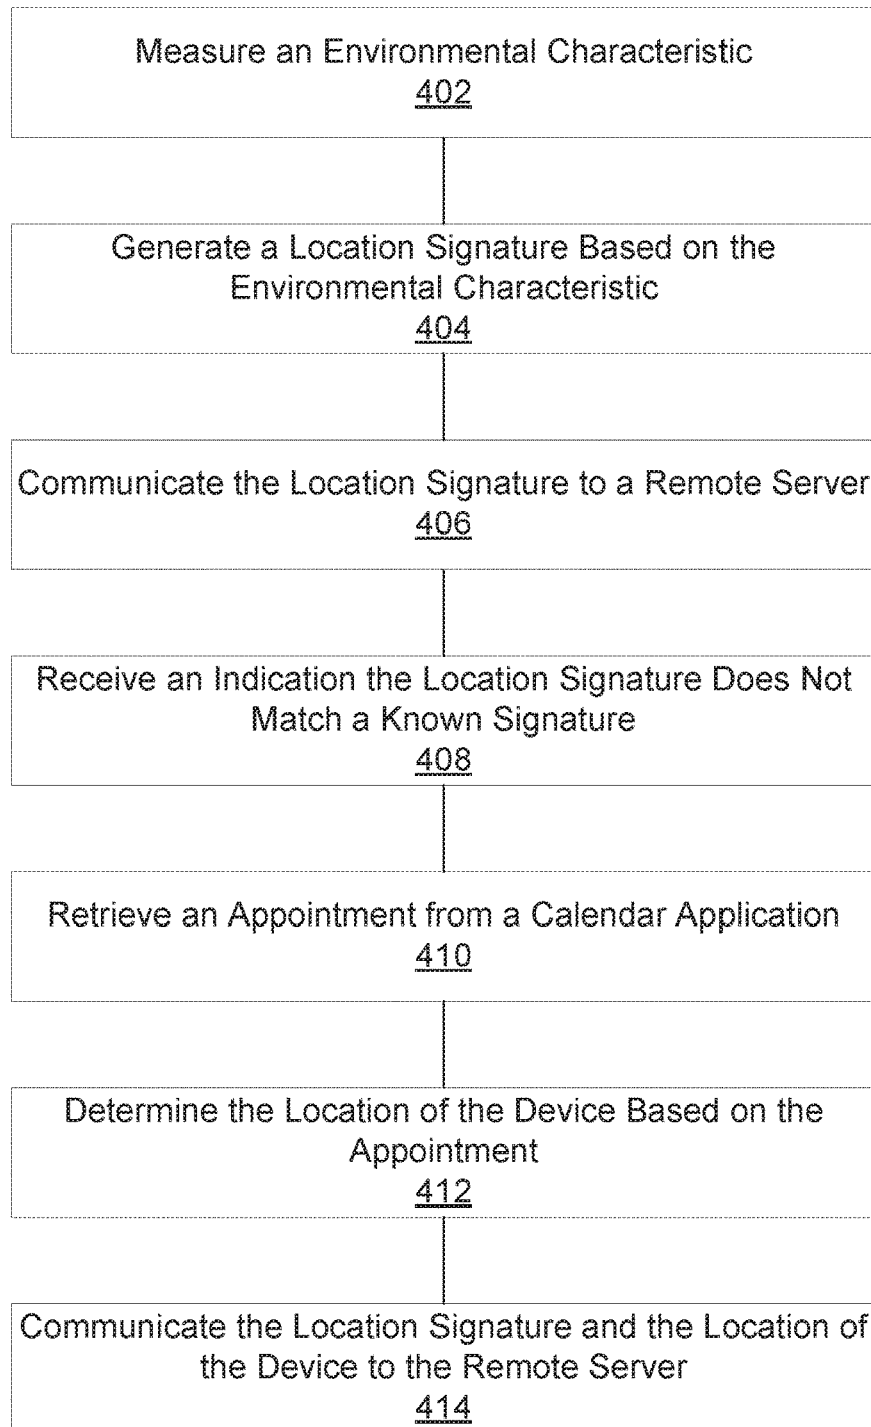 Measure an Environmental Characteristic
402
Generate a Location Signature Based on the
Environmental Characteristic
404
Communicate the Location Signature to a Remote Server
406
Receive an Indication the Location Signature Does Not
Match a Known Signature
408
Retrieve an Appointment from a Calendar Application
410
Determine the Location of the Device Based on the
Appointment
412
Communicate the Location Signature and the Location of
the Device to the Remote Server
414